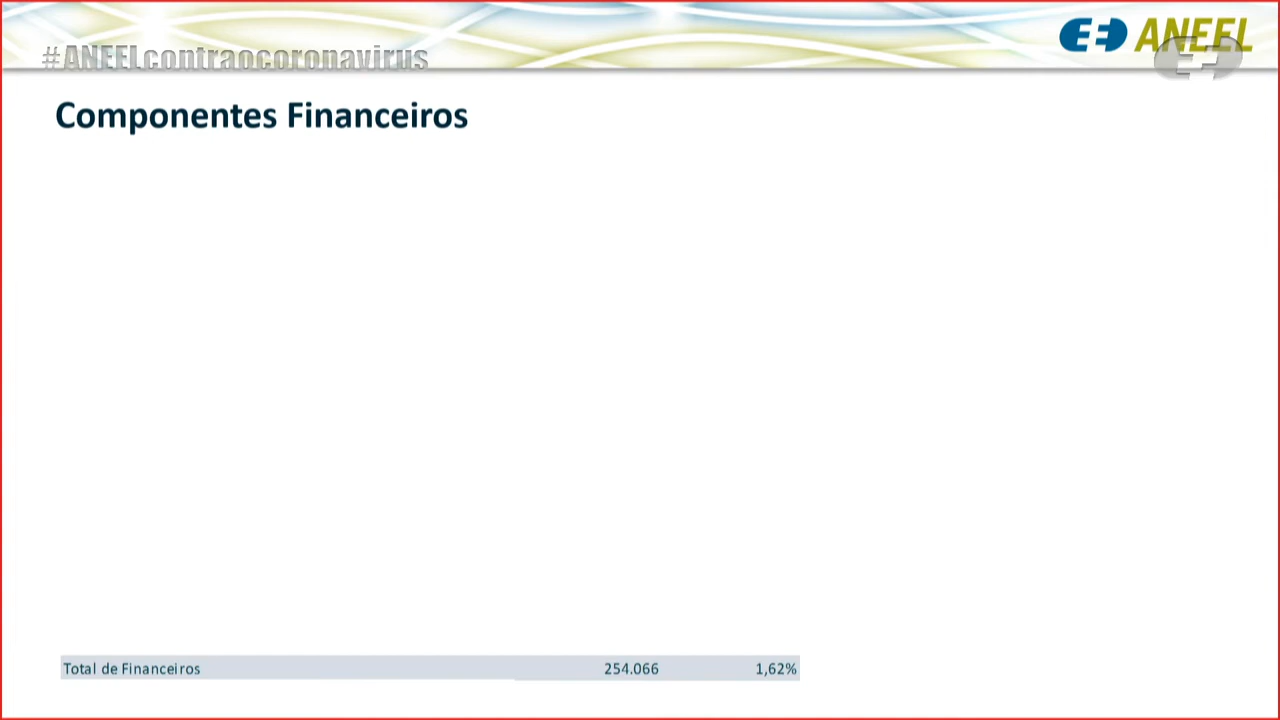 #ANEELcontraocoronavirus
ANEEL
Componentes Financeiros
Total de Financeiros 254.066 1,62%